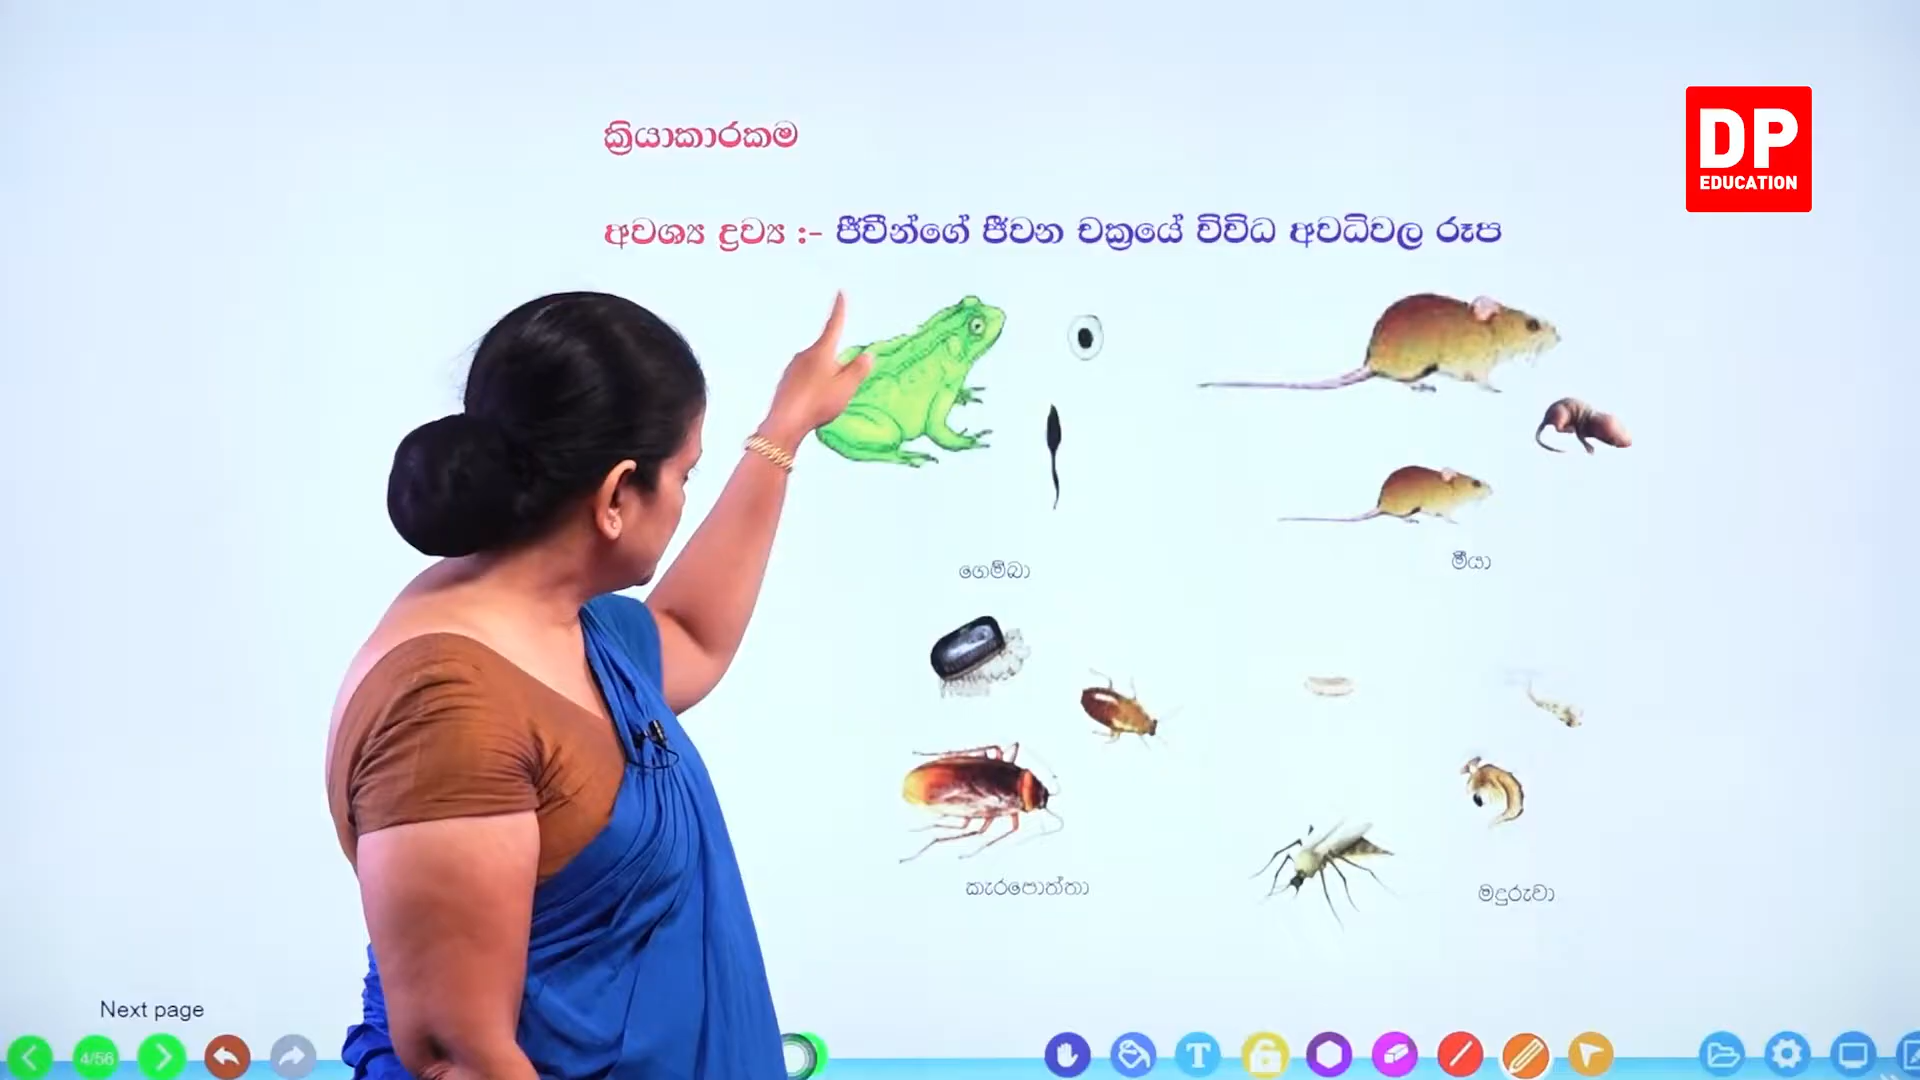 DP
EDUCATION
ක්‍රියාකාරකම
අවශ්‍ය ද්‍රව්‍ය :- ජීවීන්ගේ ජීවන චක්‍රයේ විවිධ අවධිවල රූප
ගෙම්බා
මීයා
කැරපොත්තා
මදුරුවා
Next page
4/56
T